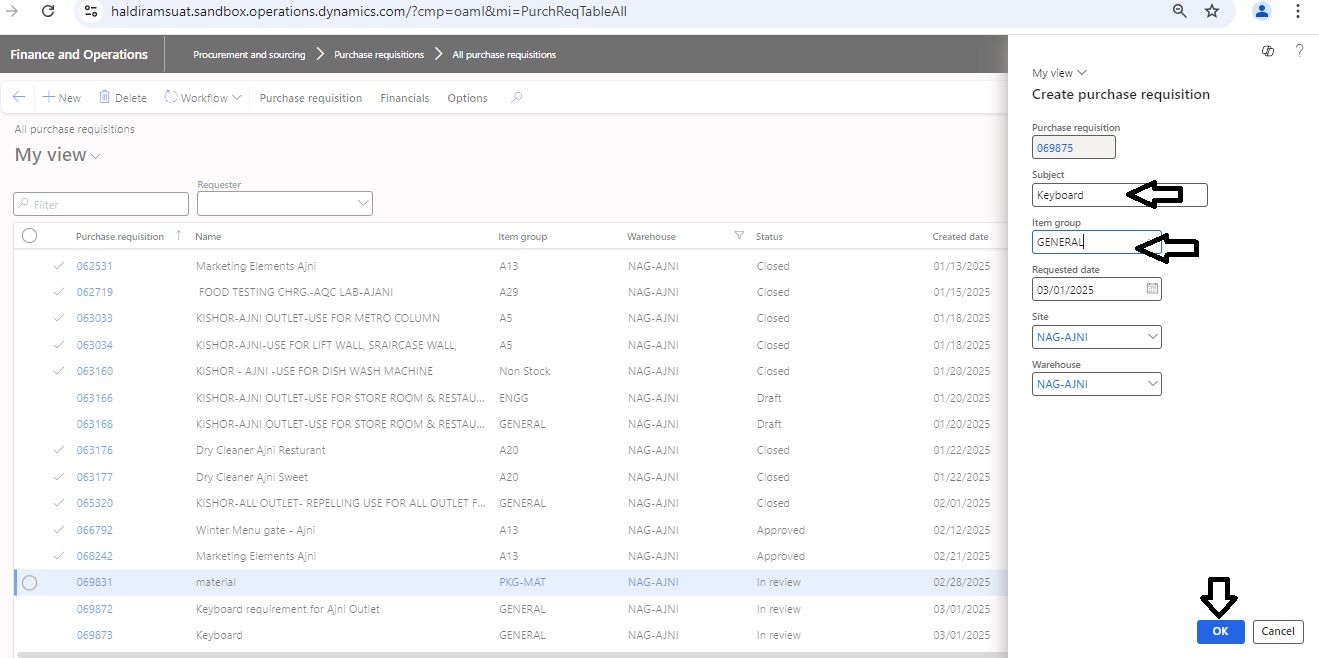 haldiramsuat.sandbox.operations.dynamics.com/?cmp=oaml&mi=PurchReqTableAll
Finance and Operations
Procurement and sourcing > Purchase requisitions > All purchase requisitions
New Delete Workflow Purchase requisition Financials Options
All purchase requisitions
My view
Requester
Filter
Purchase requisition ↑ Name Item group Warehouse Status Created date
062531 Marketing Elements Ajni A13 NAG-AJNI Closed 01/13/2025
062719 FOOD TESTING CHRG.-AQC LAB-AJANI A29 NAG-AJNI Closed 01/15/2025
063033 KISHOR-AJNI OUTLET-USE FOR METRO COLUMN A5 NAG-AJNI Closed 01/18/2025
063034 KISHOR-AJNI-USE FOR LIFT WALL, SRAIRCASE WALL, A5 NAG-AJNI Closed 01/18/2025
063160 KISHOR - AJNI -USE FOR DISH WASH MACHINE Non Stock NAG-AJNI Closed 01/20/2025
063166 KISHOR-AJNI OUTLET-USE FOR STORE ROOM & RESTAU... ENGG NAG-AJNI Draft 01/20/2025
063168 KISHOR-AJNI OUTLET-USE FOR STORE ROOM & RESTAU... GENERAL NAG-AJNI Draft 01/20/2025
063176 Dry Cleaner Ajni Resturant A20 NAG-AJNI Closed 01/22/2025
063177 Dry Cleaner Ajni Sweet A20 NAG-AJNI Closed 01/22/2025
065320 KISHOR-ALL OUTLET- REPELLING USE FOR ALL OUTLET F... GENERAL NAG-AJNI Closed 02/01/2025
066792 Winter Menu gate - Ajni A13 NAG-AJNI Approved 02/12/2025
068242 Marketing Elements Ajni A13 NAG-AJNI Approved 02/21/2025
069831 material PKG-MAT NAG-AJNI In review 02/28/2025
069872 Keyboard requirement for Ajni Outlet GENERAL NAG-AJNI In review 03/01/2025
069873 Keyboard GENERAL NAG-AJNI In review 03/01/2025
?
My view
Create purchase requisition
Purchase requisition
069875
Subject
Keyboard
Item group
GENERAL
Requested date
03/01/2025
Site
NAG-AJNI
Warehouse
NAG-AJNI
OK Cancel